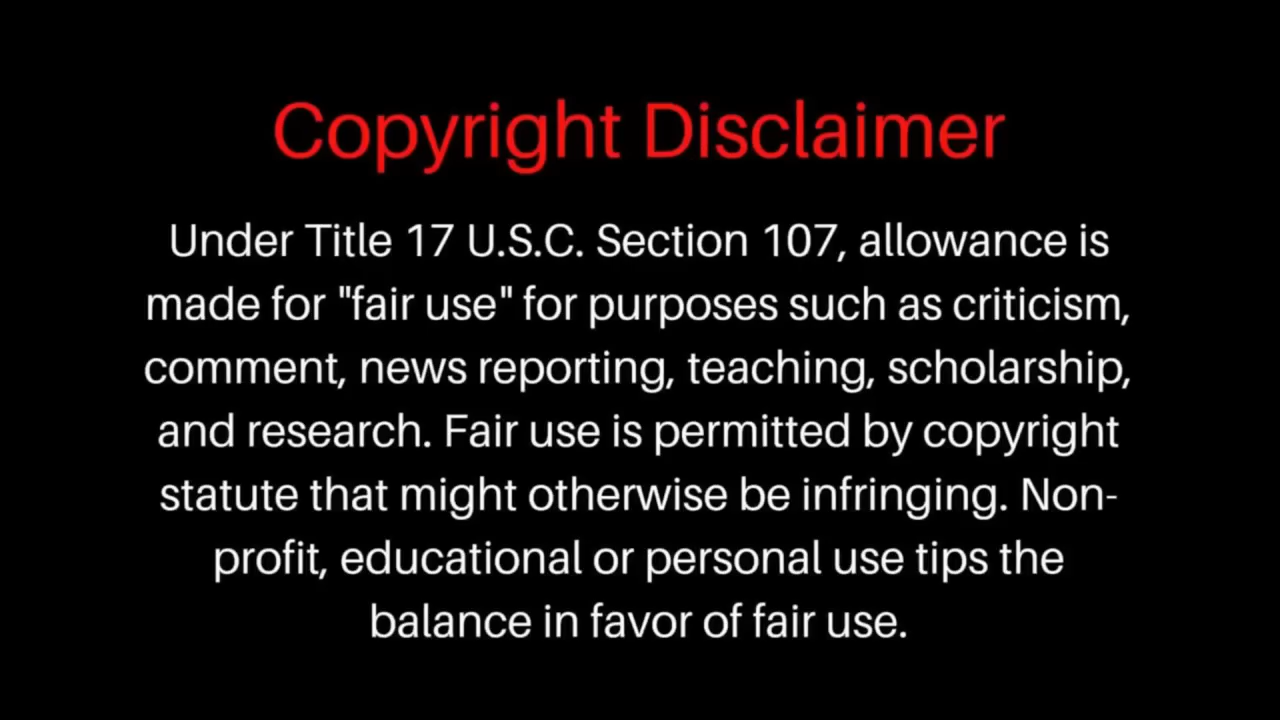 Copyright Disclaimer
Under Title 17 U.S.C. Section 107, allowance is
made for "fair use" for purposes such as criticism,
comment, news reporting, teaching, scholarship,
and research. Fair use is permitted by copyright
statute that might otherwise be infringing. Non-
profit, educational or personal use tips the
balance in favor of fair use.